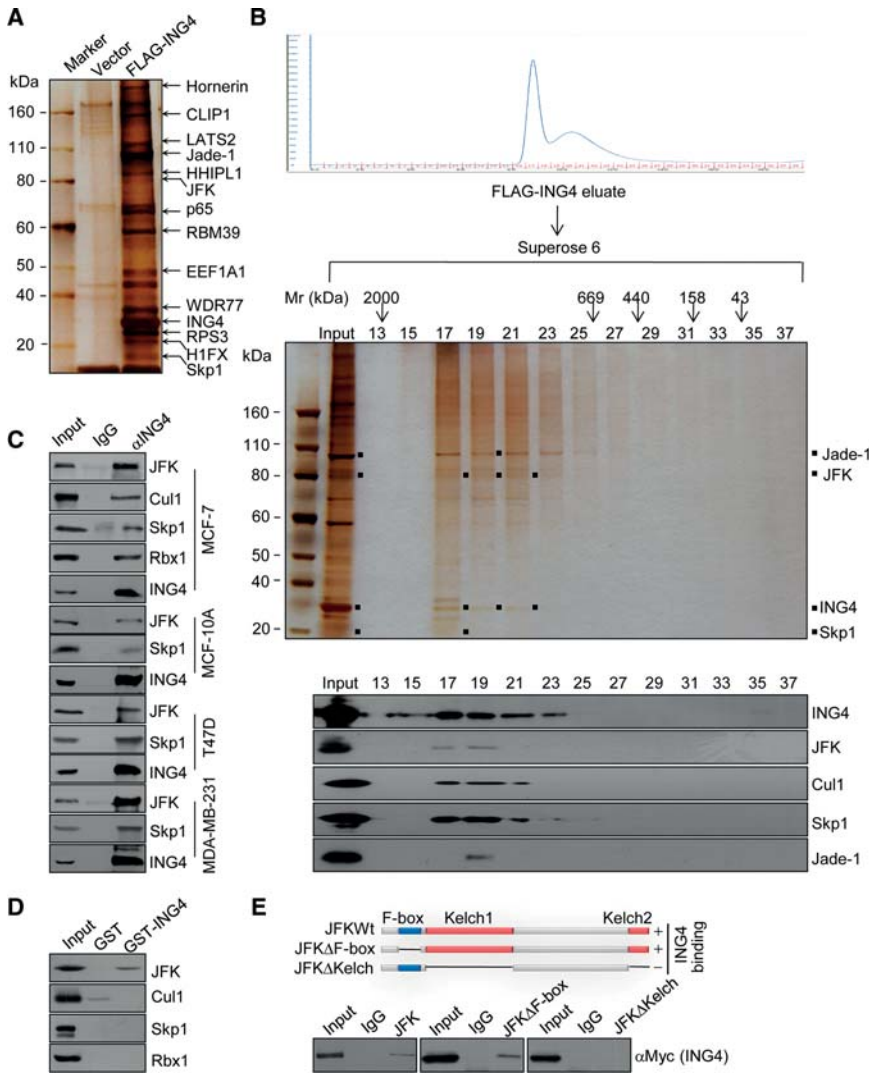 A
Marker
Vector
FLAG-ING4
kDa
160
110
80
60
50
40
20
Hornerin
CLIP1
LATS2
Jade-1
HHIPL1
JFK
p65
RBM39
EEF1A1
WDR77
ING4
RPS3
H1FX
Skp1
B
FLAG-ING4 eluate
Superose 6
Mr (kDa) 2000 669 440 158 43
Input 13 15 17 19 21 23 25 27 29 31 33 35 37
kDa
160
110
80
60
50
40
20
Jade-1
JFK
ING4
Skp1
Input 13 15 17 19 21 23 25 27 29 31 33 35 37
ING4
JFK
Cul1
Skp1
Jade-1
C
Input
IgG
αING4
JFK
Cul1
Skp1
Rbx1
ING4
MCF-7
JFK
Skp1
ING4
MCF-10A
JFK
Skp1
ING4
T47D
JFK
Skp1
ING4
MDA-MB-231
D
Input
GST
GST-ING4
JFK
Cul1
Skp1
Rbx1
E
F-box Kelch1 Kelch2
JFKWt +
JFKΔF-box +
JFKΔKelch −
ING4 binding
Input
IgG
JFK
Input
IgG
JFKΔF-box
Input
IgG
JFKΔKelch
αMyc (ING4)